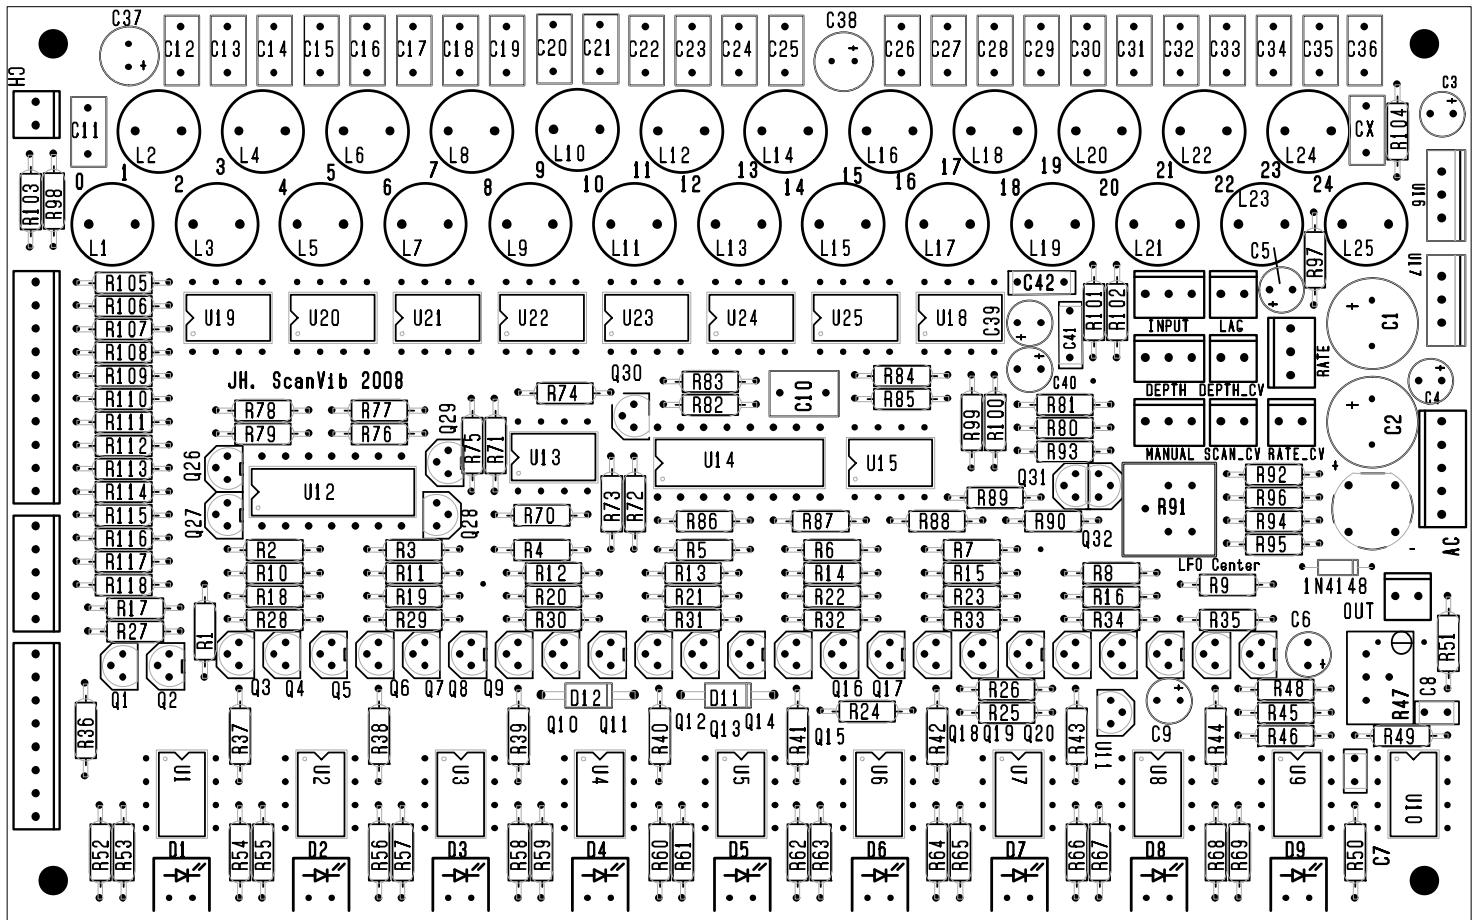 C37 C38
C12 C13 C14 C15 C16 C17 C18 C19 C20 C21 C22 C23 C24 C25 C26 C27 C28 C29 C30 C31 C32 C33 C34 C35 C36
CH C3
C11 L2 L4 L6 L8 L10 L12 L14 L16 L18 L20 L22 L24 CX R104
0 1 2 3 4 5 6 7 8 9 10 11 12 13 14 15 16 17 18 19 20 21 22 23 24
R103 R98 U16
L1 L3 L5 L7 L9 L11 L13 L15 L17 L19 L21 L23 L25
C5 R97 U17
R105 C42 R101 R102
R106
U19 U20 U21 U22 U23 U24 U25 U18 C39 C41 C1
R107 INPUT LAG
R108 RATE
R109 JH. ScanVib 2008 Q30 R83 R84 C40 C4
R110 R74 R82 C10 R85 DEPTH DEPTH_CV
R111 R78 R77 Q29 R75 R71 R99 R100 R81 C2
R112 R79 R76 R80
R113 Q26 U13 U14 U15 R93 MANUAL SCAN_CV RATE_CV
R114 U12 Q31 R92
R115 Q27 Q28 R70 R73 R72 R89 R91 R96
R116 R86 R87 R88 R90 Q32 R94
R117 R2 R3 R4 R5 R6 R7 R95 AC
+ -
R118 R10 R11 R12 R13 R14 R15 R8 LFO Center 1N4148
R17 R18 R19 R20 R21 R22 R23 R16 R9 OUT
R27 R1 R28 R29 R30 R31 R32 R33 R34 R35 C6 R51
Q1 Q2 Q3 Q4 Q5 Q6 Q7 Q8 Q9 Q16 Q17
R36 R37 R38 R39 D12 R40 D11 R41 R24 R42 R26 R43 R44 R48 R47 C8
Q10 Q11 Q12 Q13 Q14 Q15 Q18 Q19 Q20 R25 U11 C9 R45
R46 R49
U1 U2 U3 U4 U5 U6 U7 U8 U9 U10
R52 R53 R54 R55 R56 R57 R58 R59 R60 R61 R62 R63 R64 R65 R66 R67 R68 R69 R50 C7
D1 D2 D3 D4 D5 D6 D7 D8 D9